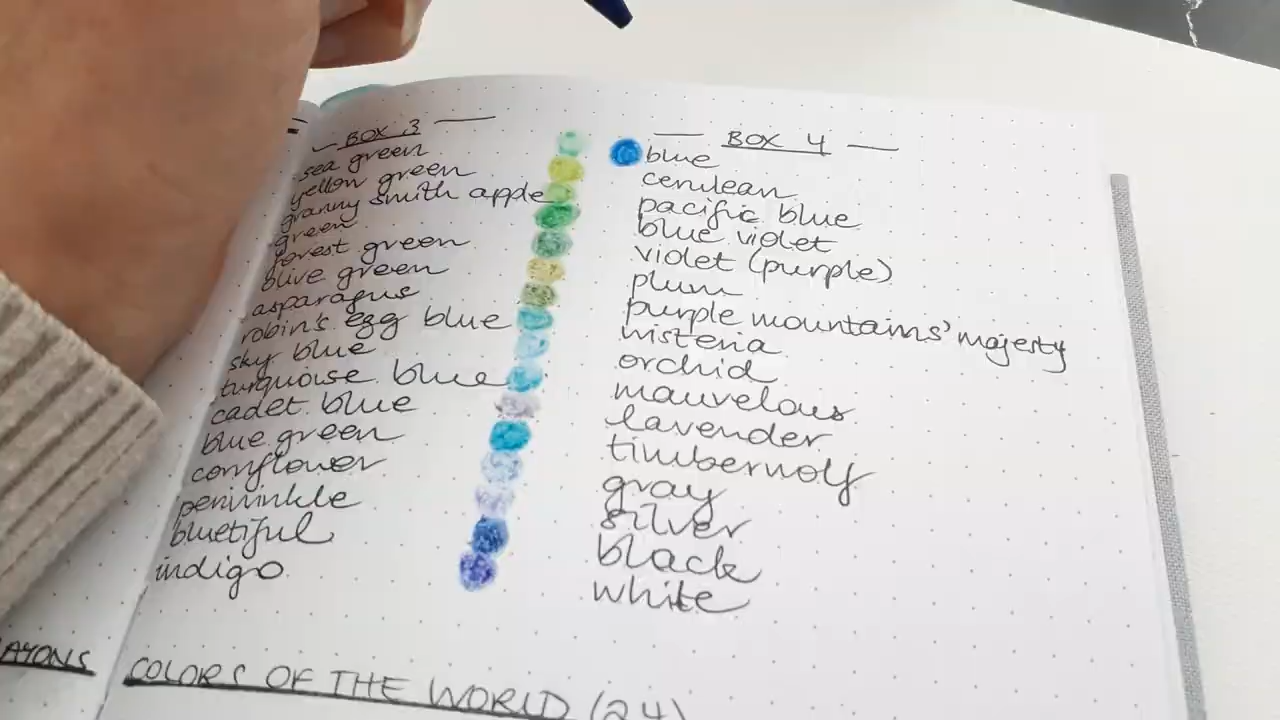 BOX 3
sea green
yellow green
granny smith apple
green
forest green
olive green
asparagus
robin's egg blue
sky blue
turquoise blue
cadet blue
blue green
cornflower
periwinkle
bluetiful
indigo
BOX 4
blue
cerulean
pacific blue
blue violet
violet (purple)
plum
purple mountains' majesty
wisteria
orchid
mauvelous
lavender
timberwolf
gray
silver
black
white
AYONS
COLORS OF THE WORLD (24)